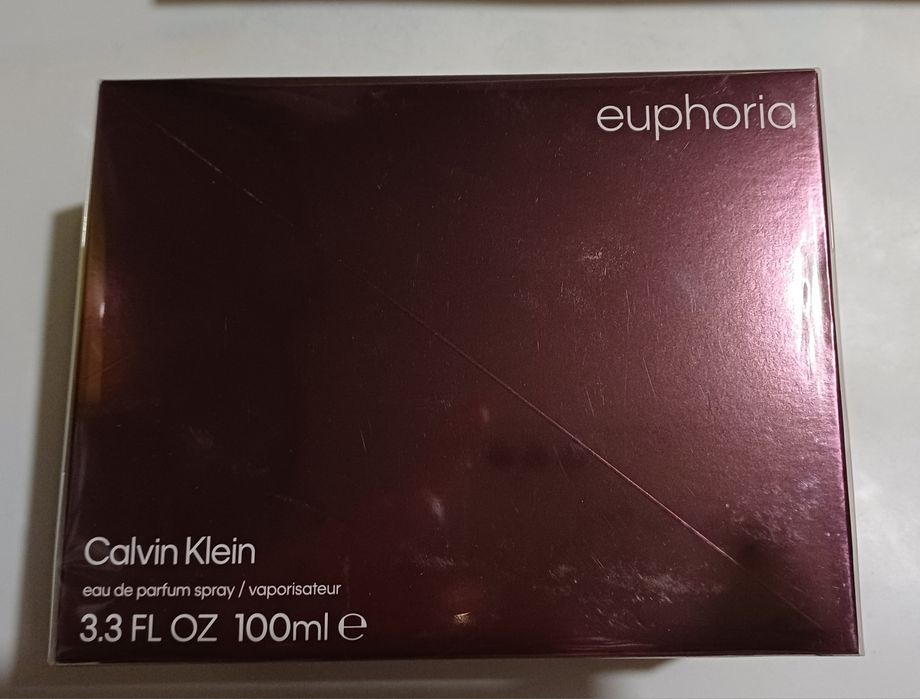 euphoria
Calvin Klein
eau de parfum spray / vaporisateur
3.3 FL OZ 100ml ℮